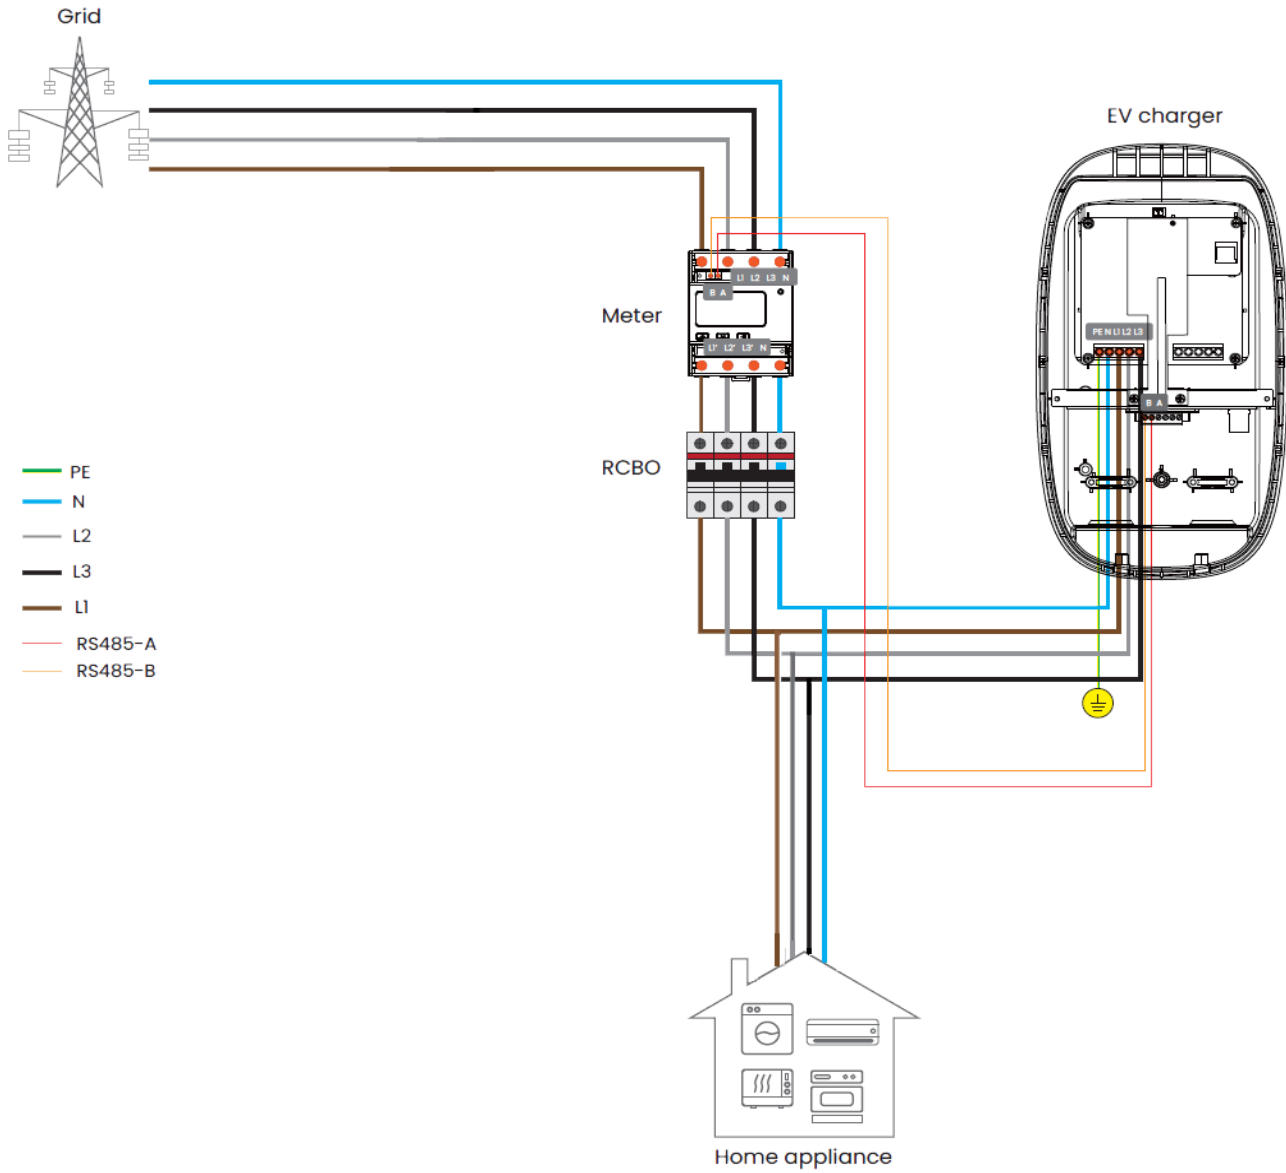 Grid
EV charger
L1 L2 L3 N
B A
Meter
PE N L1 L2 L3
L1' L2' L3' N
B A
RCBO
PE
N
L2
L3
L1
RS485-A
RS485-B
Home appliance